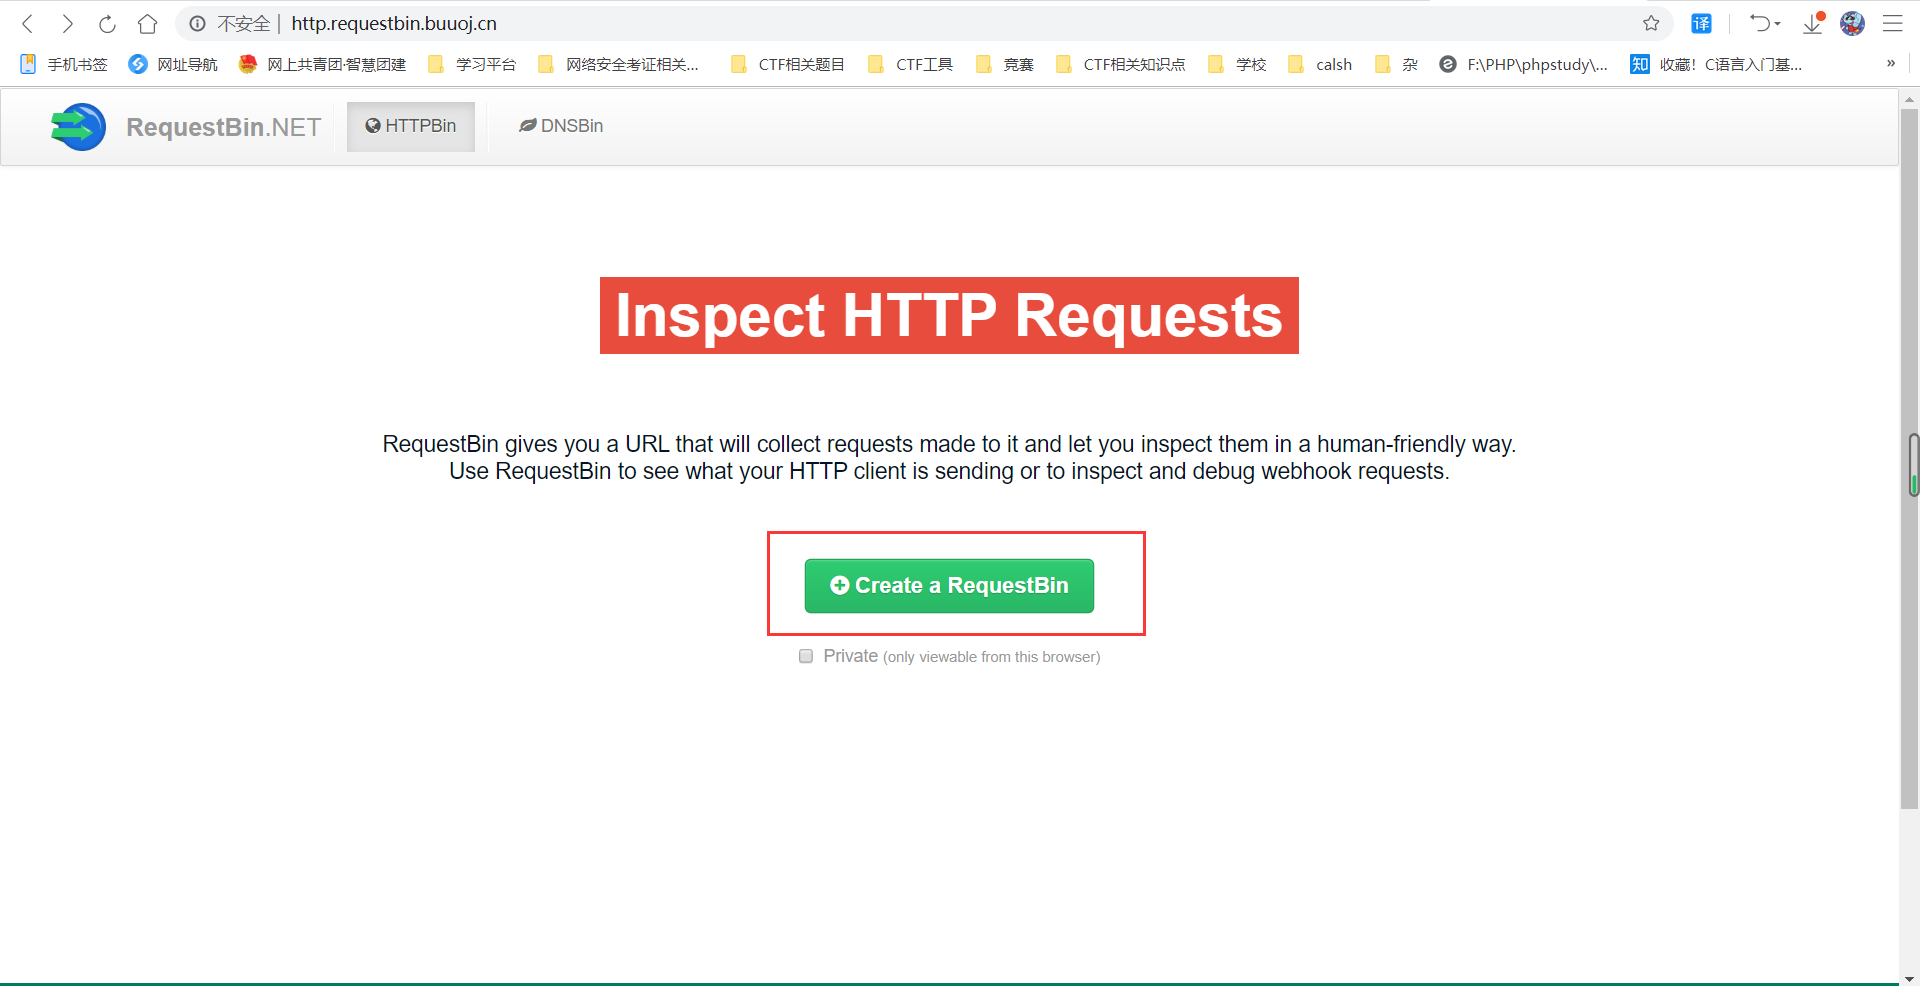 不安全 | http.requestbin.buuoj.cn 译
手机书签 网址导航 网上共青团·智慧团建 学习平台 网络安全考证相关... CTF相关题目 CTF工具 竞赛 CTF相关知识点 学校 calsh 杂 F:\PHP\phpstudy\... 知 收藏！C语言入门基... »
RequestBin.NET HTTPBin DNSBin
Inspect HTTP Requests
RequestBin gives you a URL that will collect requests made to it and let you inspect them in a human-friendly way.
Use RequestBin to see what your HTTP client is sending or to inspect and debug webhook requests.
Create a RequestBin
Private (only viewable from this browser)